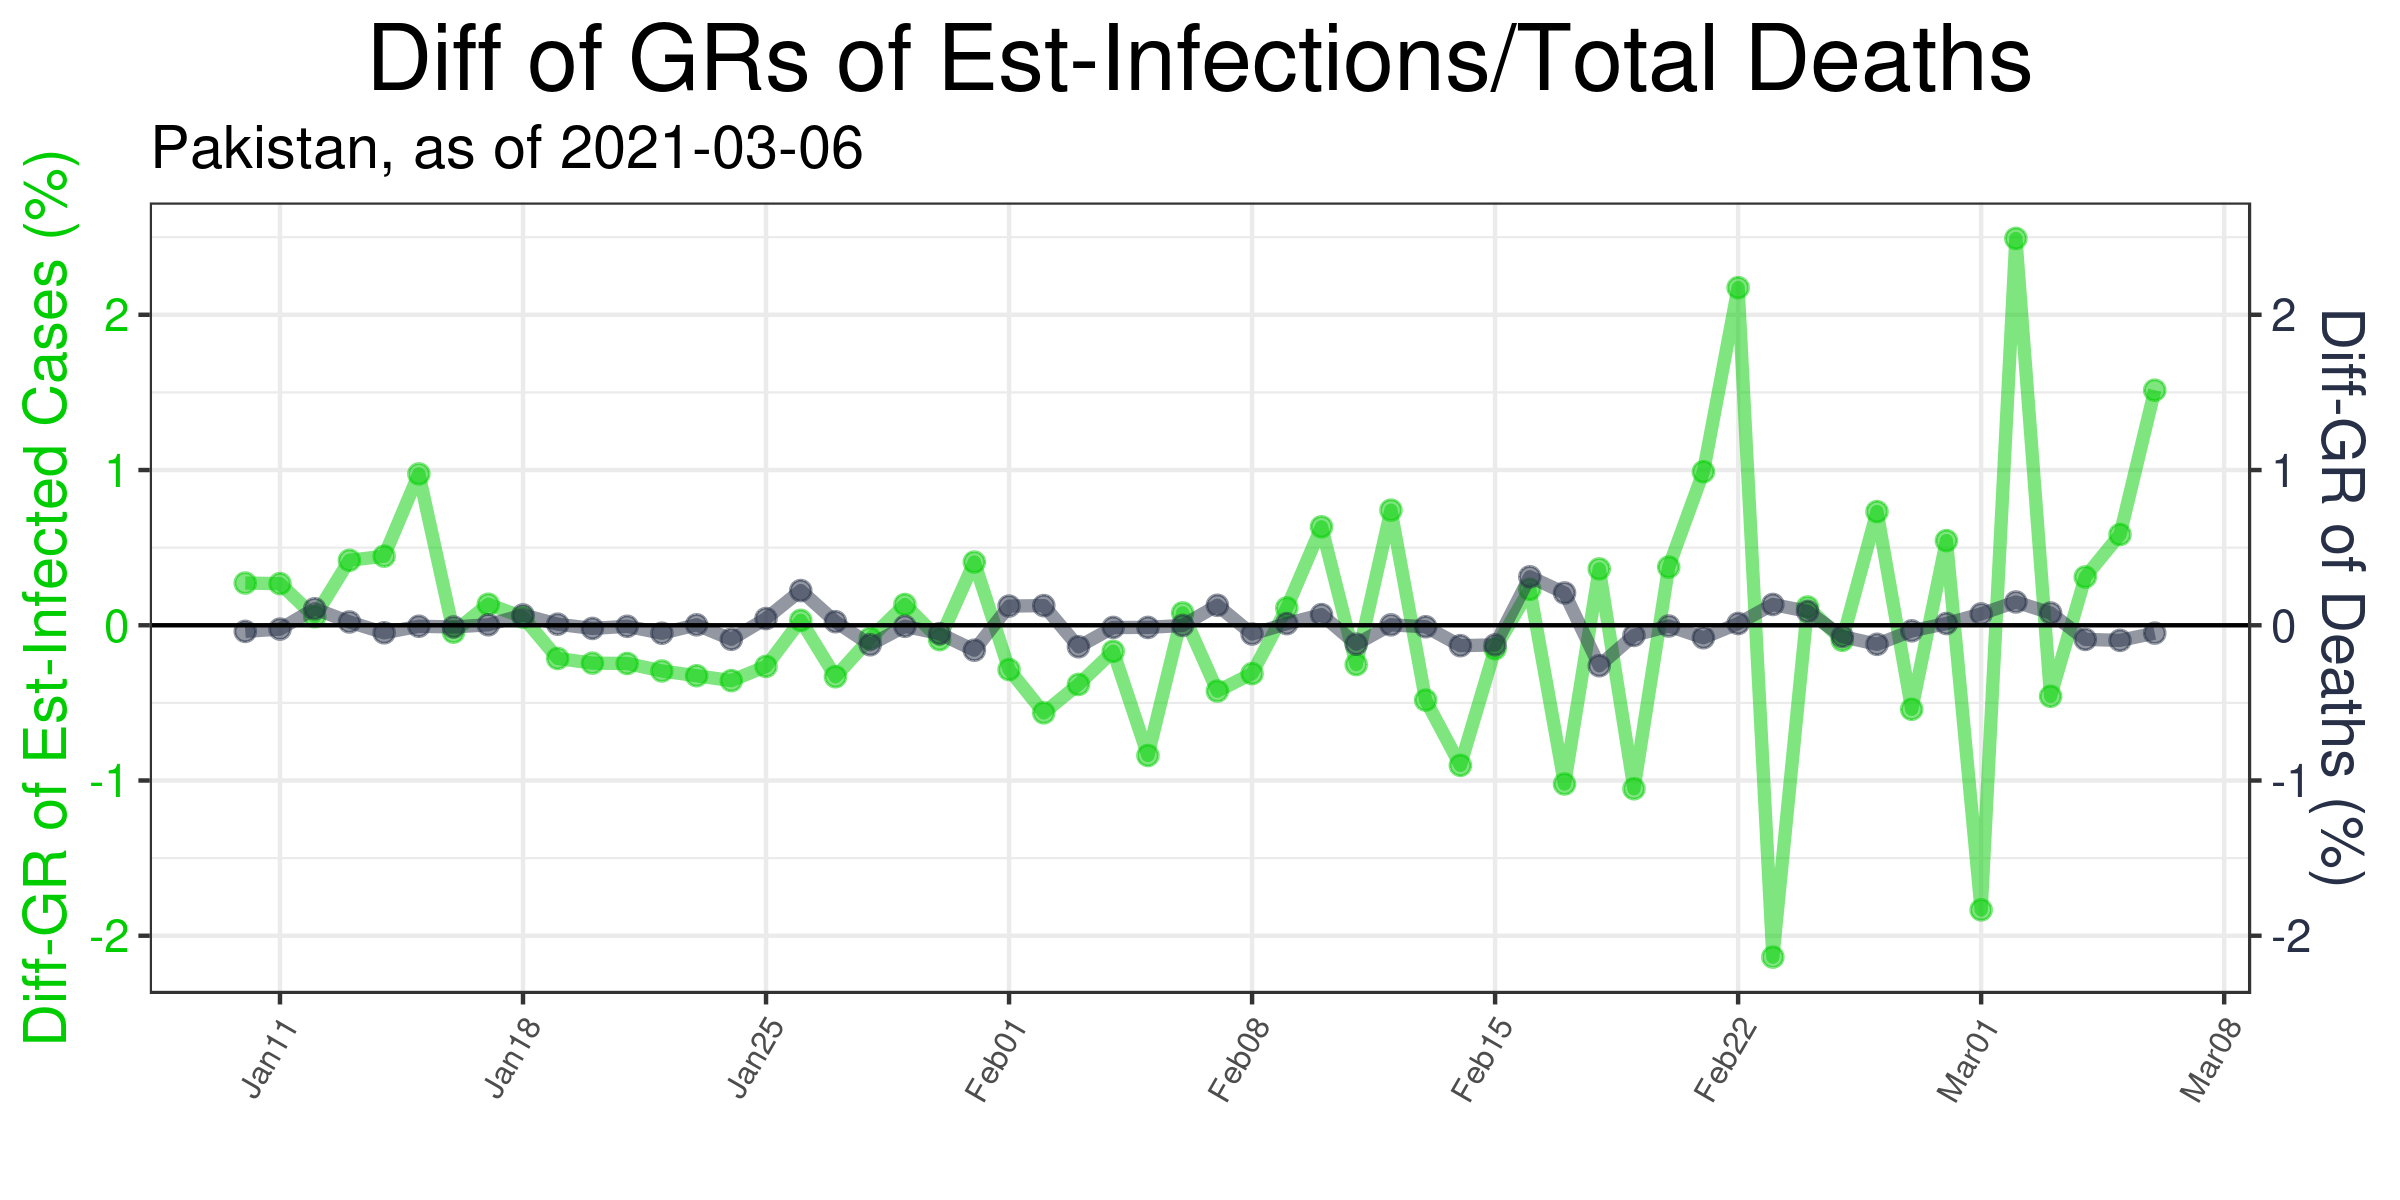 Diff of GRs of Est-Infections/Total Deaths
Pakistan, as of 2021-03-06
Diff-GR of Est-Infected Cases (%)
2
1
0
-1
-2
2
1
0
-1
-2
Diff-GR of Deaths (%)
Jan11
Jan18
Jan25
Feb01
Feb08
Feb15
Feb22
Mar01
Mar08